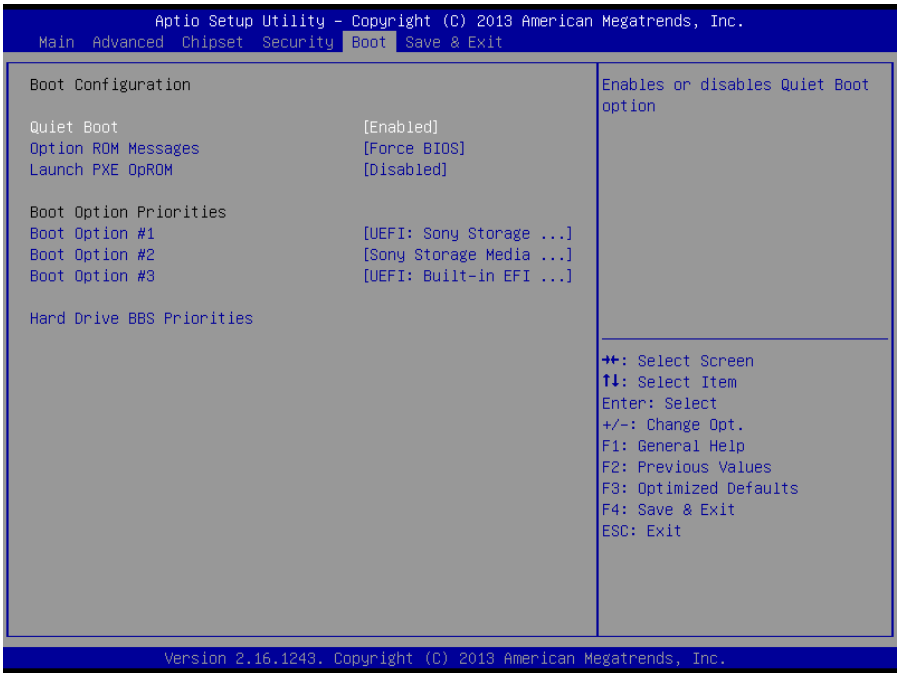 Aptio Setup Utility – Copyright (C) 2013 American Megatrends, Inc.
Main Advanced Chipset Security Boot Save & Exit
Boot Configuration
Quiet Boot [Enabled]
Option ROM Messages [Force BIOS]
Launch PXE OpROM [Disabled]
Boot Option Priorities
Boot Option #1 [UEFI: Sony Storage ...]
Boot Option #2 [Sony Storage Media ...]
Boot Option #3 [UEFI: Built-in EFI ...]
Hard Drive BBS Priorities
Enables or disables Quiet Boot
option
→←: Select Screen
↑↓: Select Item
Enter: Select
+/-: Change Opt.
F1: General Help
F2: Previous Values
F3: Optimized Defaults
F4: Save & Exit
ESC: Exit
Version 2.16.1243. Copyright (C) 2013 American Megatrends, Inc.